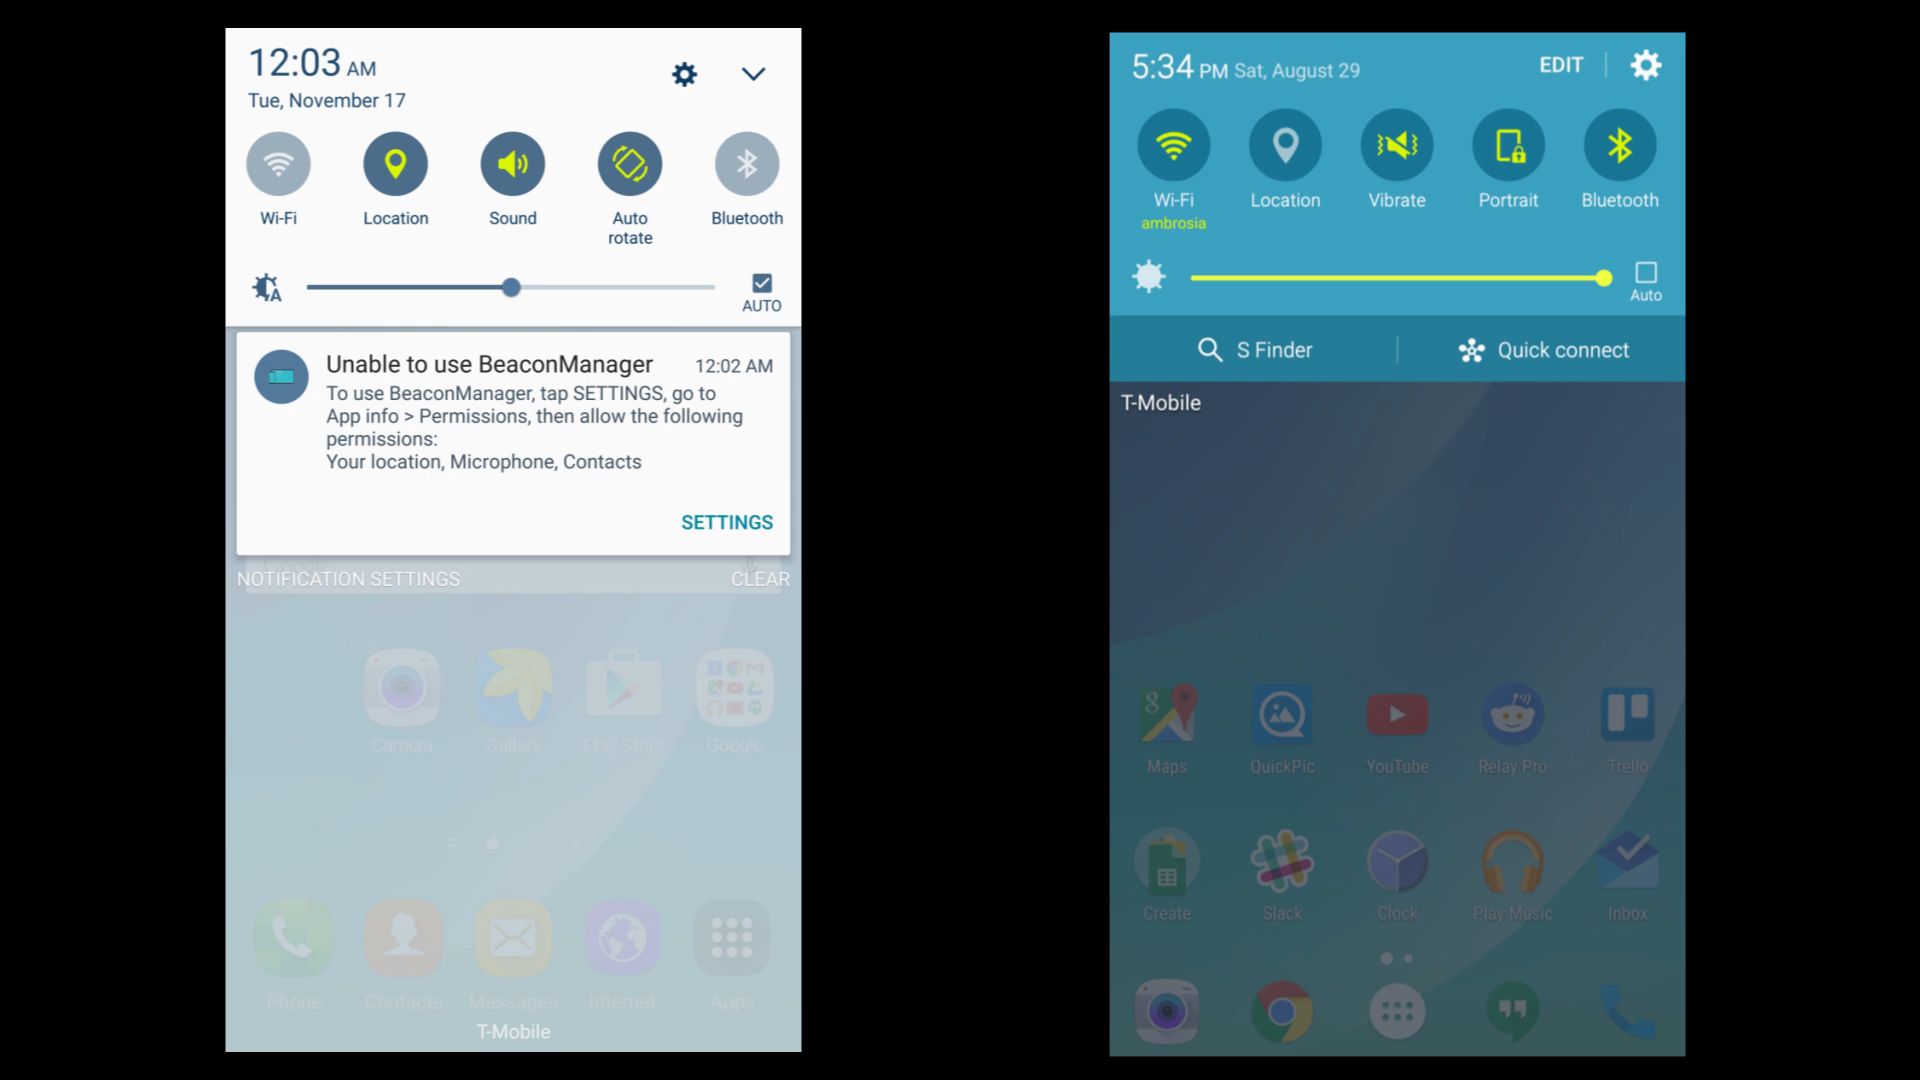 12:03 AM
Tue, November 17
Wi-Fi
Location
Sound
Auto
rotate
Bluetooth
A
AUTO
Unable to use BeaconManager
12:02 AM
To use BeaconManager, tap SETTINGS, go to
App info > Permissions, then allow the following
permissions:
Your location, Microphone, Contacts
SETTINGS
Google
NOTIFICATION SETTINGS
CLEAR
Camera
Gallery
Play Store
Google
Phone
Contacts
Messages
Internet
Apps
T-Mobile
5:34 PM Sat, August 29
EDIT
Wi-Fi
ambrosia
Location
Vibrate
Portrait
Bluetooth
Auto
S Finder
Quick connect
T-Mobile
Maps
QuickPic
YouTube
Relay Pro
Trello
Create
Slack
Clock
Play Music
Inbox